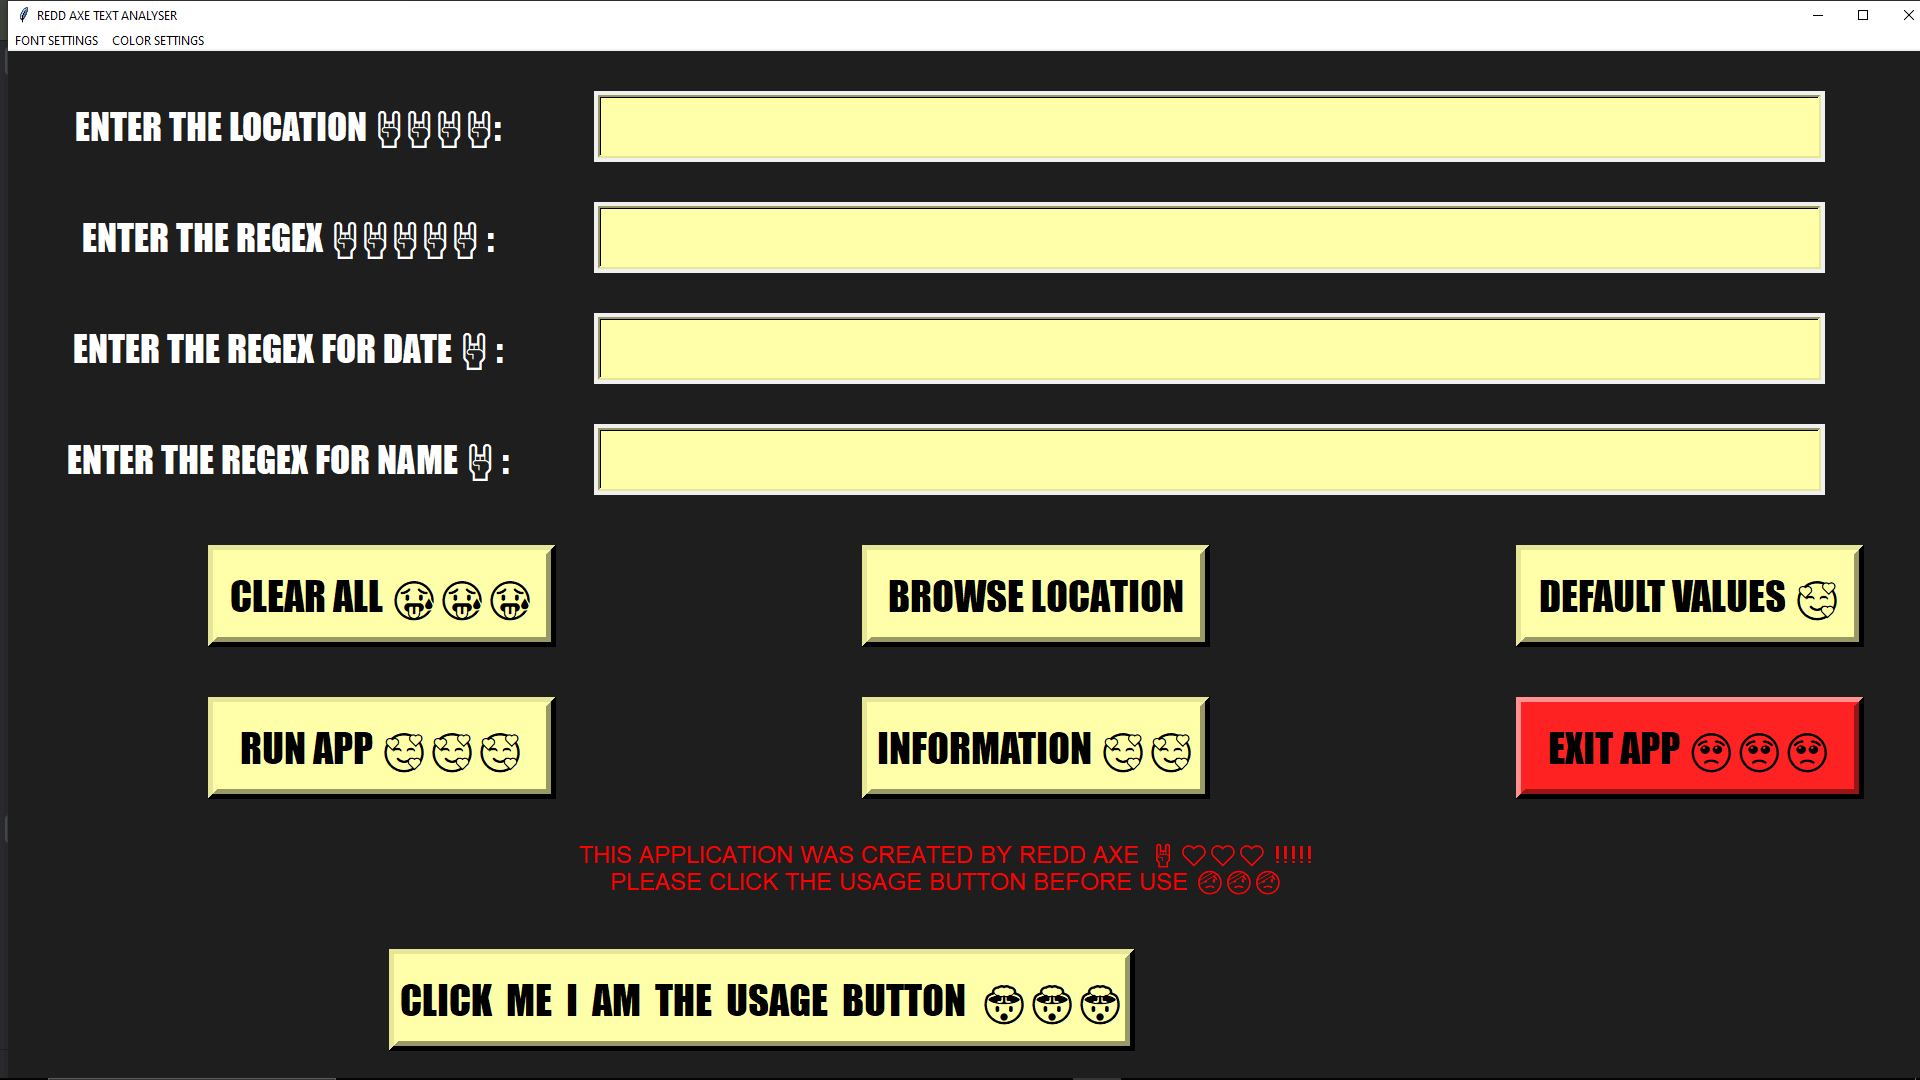 REDD AXE TEXT ANALYSER
FONT SETTINGS COLOR SETTINGS
ENTER THE LOCATION 🤘🤘🤘🤘:
ENTER THE REGEX 🤘🤘🤘🤘🤘 :
ENTER THE REGEX FOR DATE 🤘 :
ENTER THE REGEX FOR NAME 🤘 :
CLEAR ALL 🥵🥵🥵
BROWSE LOCATION
DEFAULT VALUES 🥰
RUN APP 🥰🥰🥰
INFORMATION 🥰🥰
EXIT APP 🥺🥺🥺
THIS APPLICATION WAS CREATED BY REDD AXE 🤘♡♡♡ !!!!!
PLEASE CLICK THE USAGE BUTTON BEFORE USE 🤕🤕🤕
CLICK ME I AM THE USAGE BUTTON 🤯🤯🤯